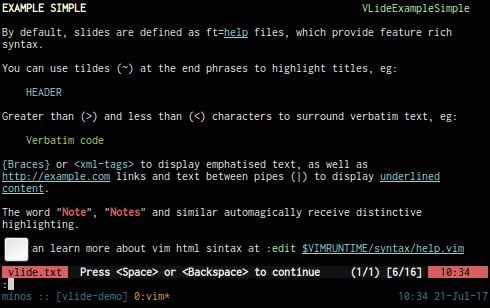 EXAMPLE SIMPLE VLideExampleSimple
By default, slides are defined as ft=help files, which provide feature rich
syntax.
You can use tildes (~) at the end phrases to highlight titles, eg:
HEADER
Greater than (>) and less than (<) characters to surround verbatim text, eg:
Verbatim code
{Braces} or <xml-tags> to display emphatised text, as well as
http://example.com links and text between pipes (|) to display underlined
content.
The word "Note", "Notes" and similar automagically receive distinctive
highlighting.
an learn more about vim html sintax at :edit $VIMRUNTIME/syntax/help.vim
vlide.txt Press <Space> or <Backspace> to continue (1/1) [6/16] 10:34
:
minos :: [vlide-demo] 0:vim* 10:34 21-Jul-17